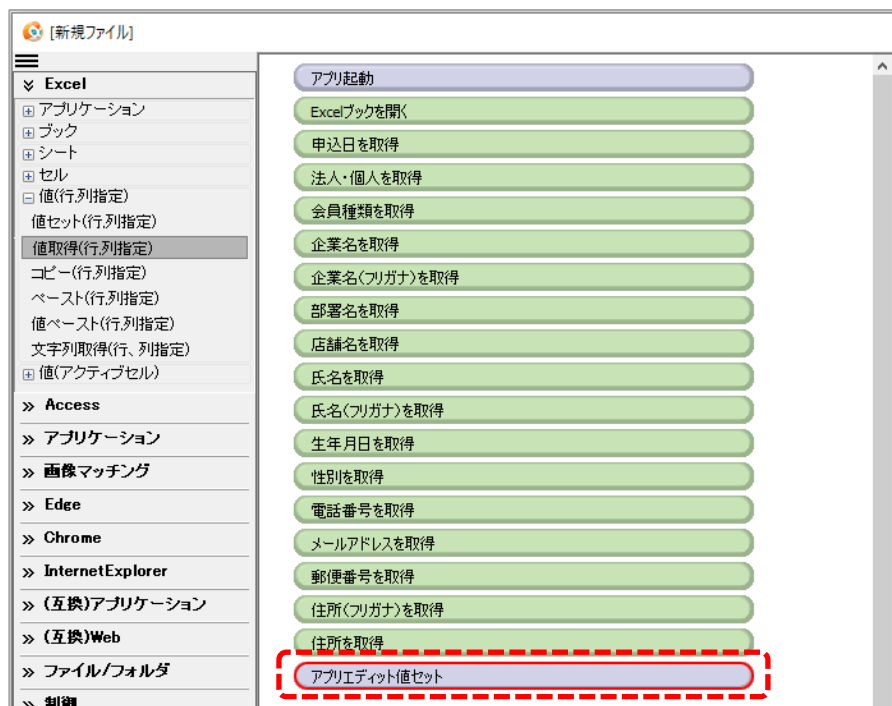 [新規ファイル]
Excel
アプリケーション
ブック
シート
セル
値(行,列指定)
値セット(行,列指定)
値取得(行,列指定)
コピー(行,列指定)
ペースト(行,列指定)
値ペースト(行,列指定)
文字列取得(行、列指定)
値(アクティブセル)
Access
アプリケーション
画像マッチング
Edge
Chrome
InternetExplorer
(互換)アプリケーション
(互換)Web
ファイル/フォルダ
制御
アプリ起動
Excelブックを開く
申込日を取得
法人・個人を取得
会員種類を取得
企業名を取得
企業名(フリガナ)を取得
部署名を取得
店舗名を取得
氏名を取得
氏名(フリガナ)を取得
生年月日を取得
性別を取得
電話番号を取得
メールアドレスを取得
郵便番号を取得
住所(フリガナ)を取得
住所を取得
アプリエディット値セット